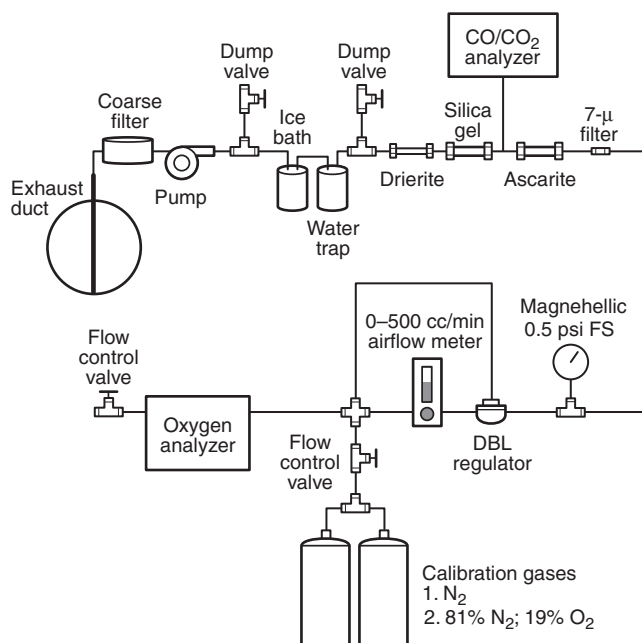 Dump
valve
Dump
valve
CO/CO₂
analyzer
Coarse
filter
Ice
bath
Silica
gel
7-μ
filter
Exhaust
duct
Pump
Drierite
Ascarite
Water
trap
Flow
control
valve
0–500 cc/min
airflow meter
Magnehellic
0.5 psi FS
Oxygen
analyzer
Flow
control
valve
DBL
regulator
Calibration gases
1. N₂
2. 81% N₂; 19% O₂